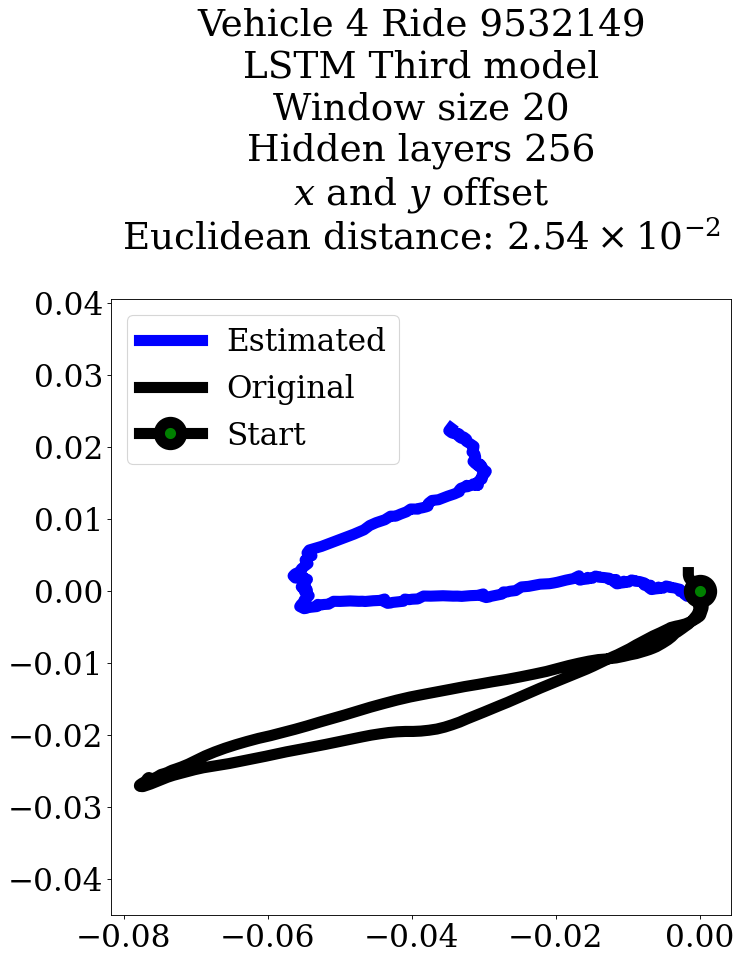 Vehicle 4 Ride 9532149
LSTM Third model
Window size 20
Hidden layers 256
x and y offset
Euclidean distance: 2.54 × 10⁻²
0.04
0.03
0.02
0.01
0.00
−0.01
−0.02
−0.03
−0.04
Estimated
Original
Start
−0.08 −0.06 −0.04 −0.02 0.00